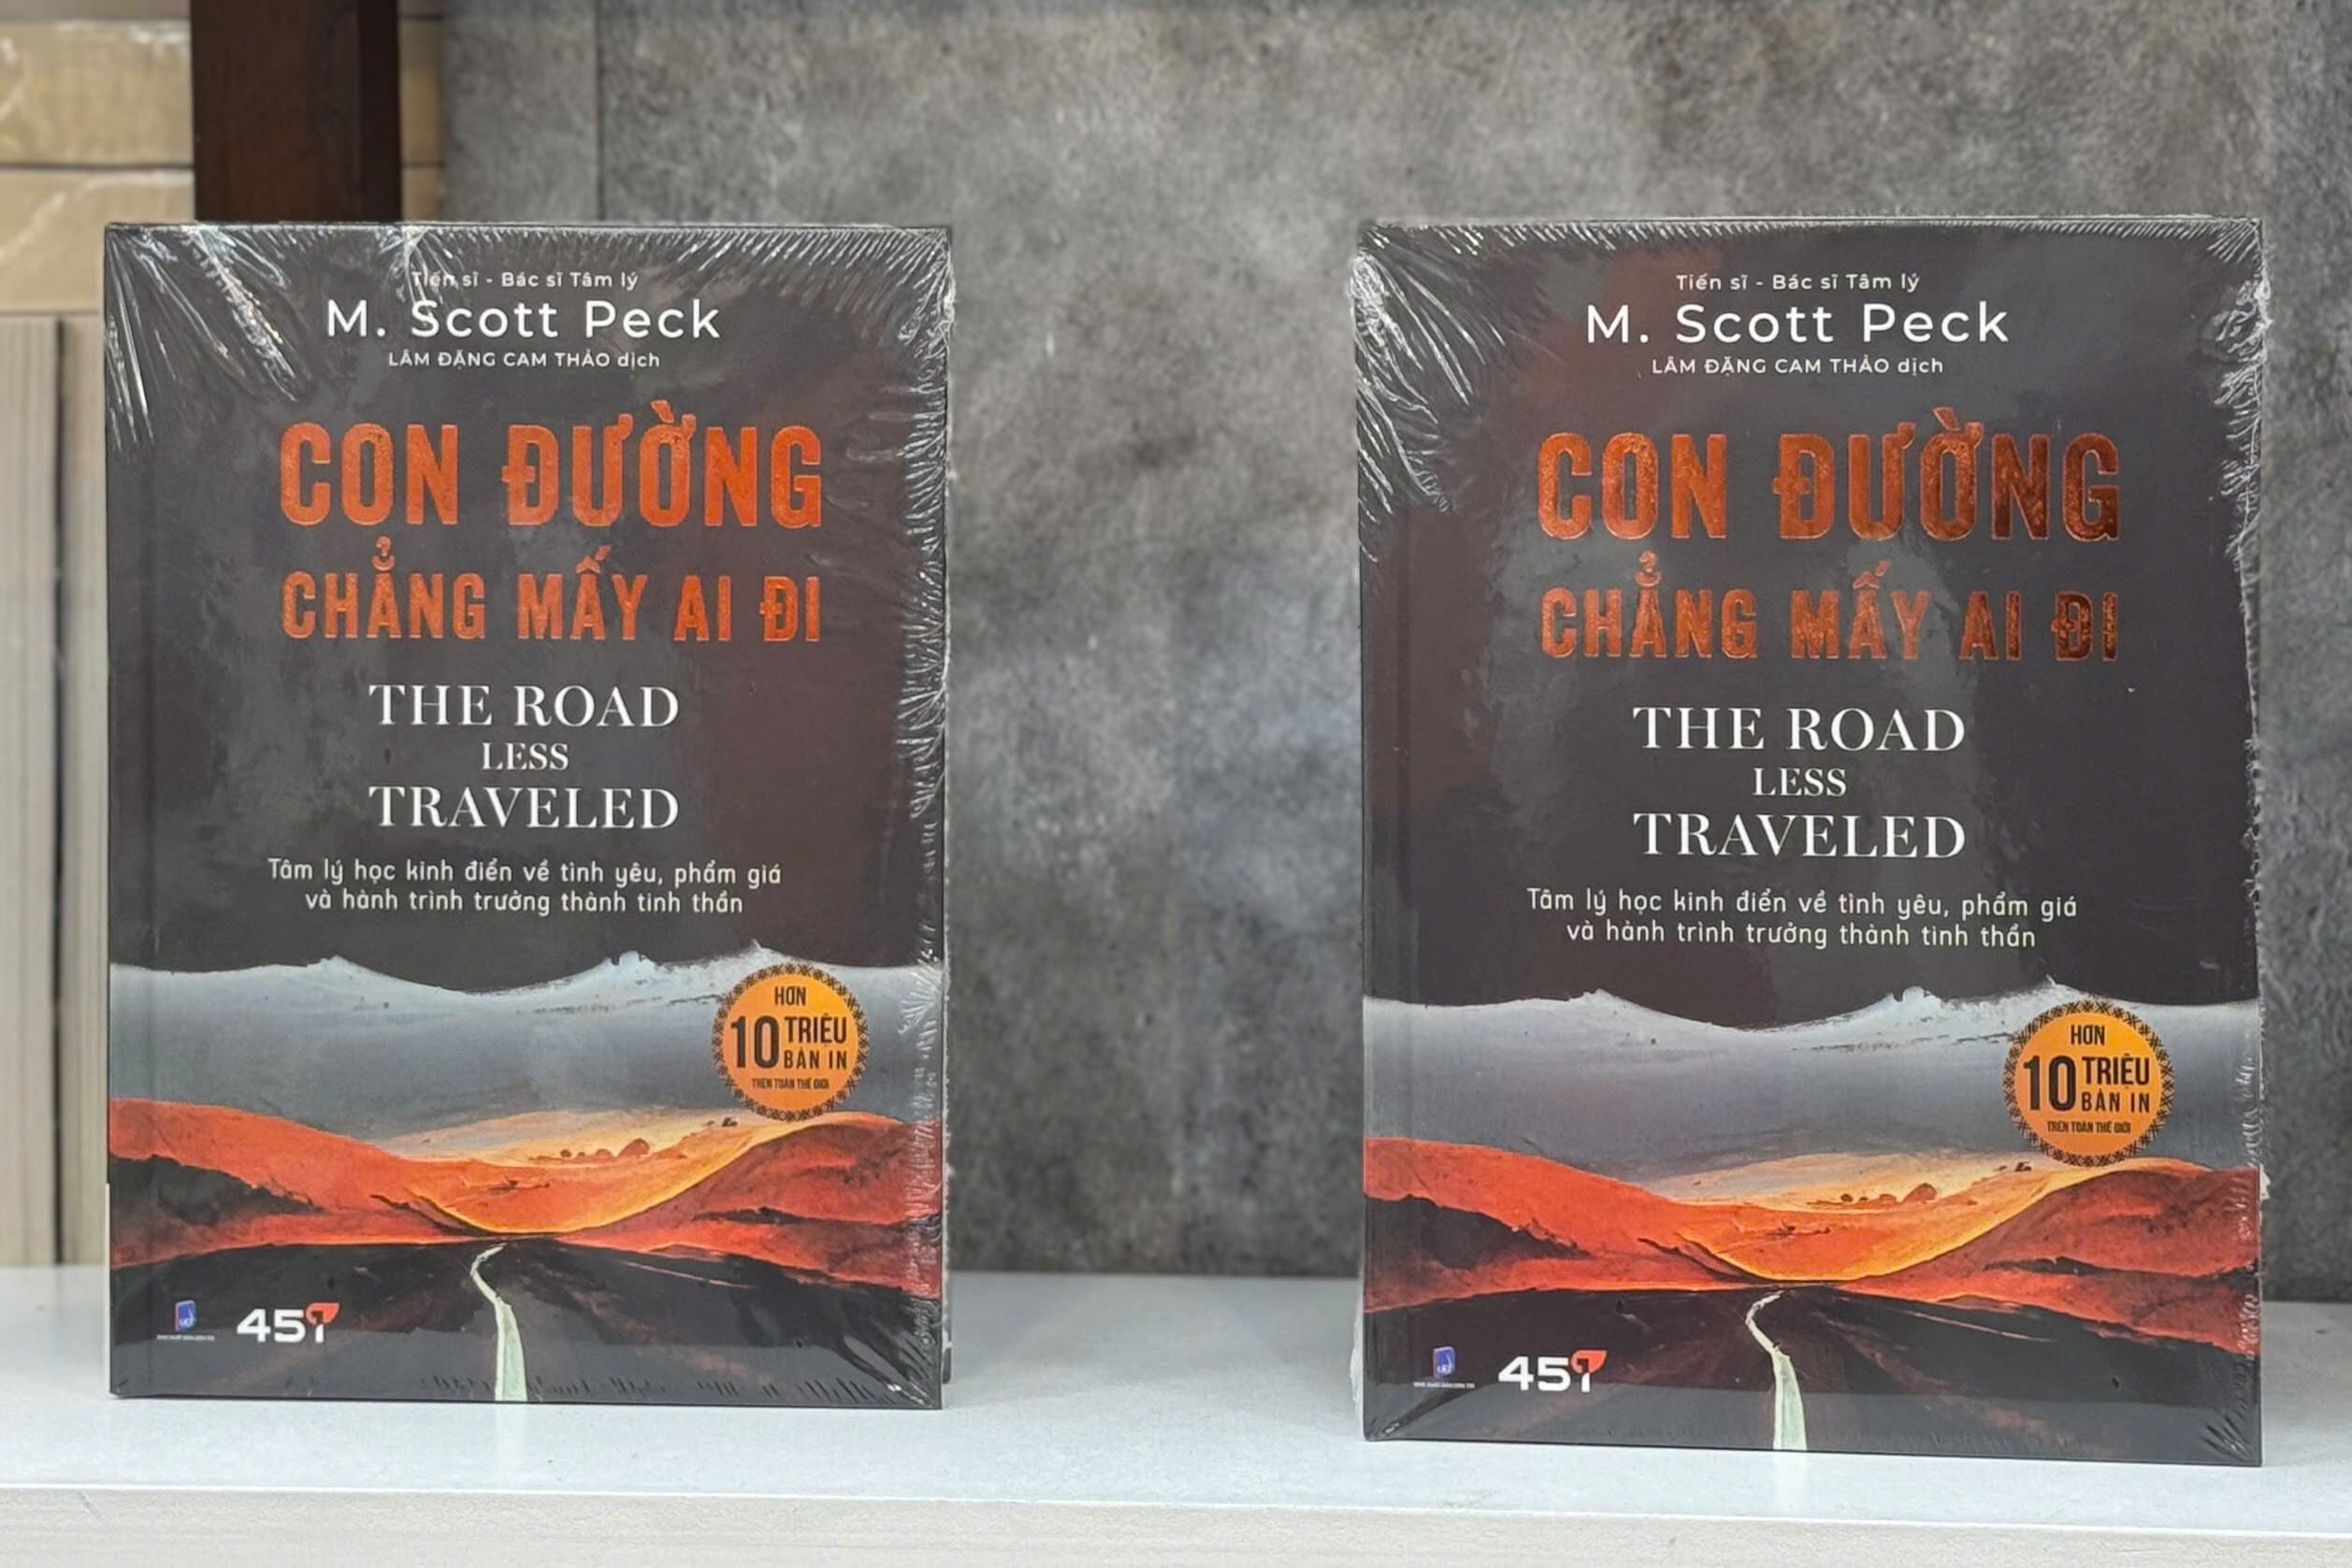 Tiến sĩ - Bác sĩ Tâm lý
M. Scott Peck
LÂM ĐẶNG CAM THẢO dịch
CON ĐƯỜNG
CHẲNG MẤY AI ĐI
THE ROAD
LESS
TRAVELED
Tâm lý học kinh điển về tình yêu, phẩm giá
và hành trình trưởng thành tinh thần
HƠN
10 TRIỆU
BẢN IN
TRÊN TOÀN THẾ GIỚI
451
Tiến sĩ - Bác sĩ Tâm lý
M. Scott Peck
LÂM ĐẶNG CAM THẢO dịch
CON ĐƯỜNG
CHẲNG MẤY AI ĐI
THE ROAD
LESS
TRAVELED
Tâm lý học kinh điển về tình yêu, phẩm giá
và hành trình trưởng thành tinh thần
HƠN
10 TRIỆU
BẢN IN
TRÊN TOÀN THẾ GIỚI
451